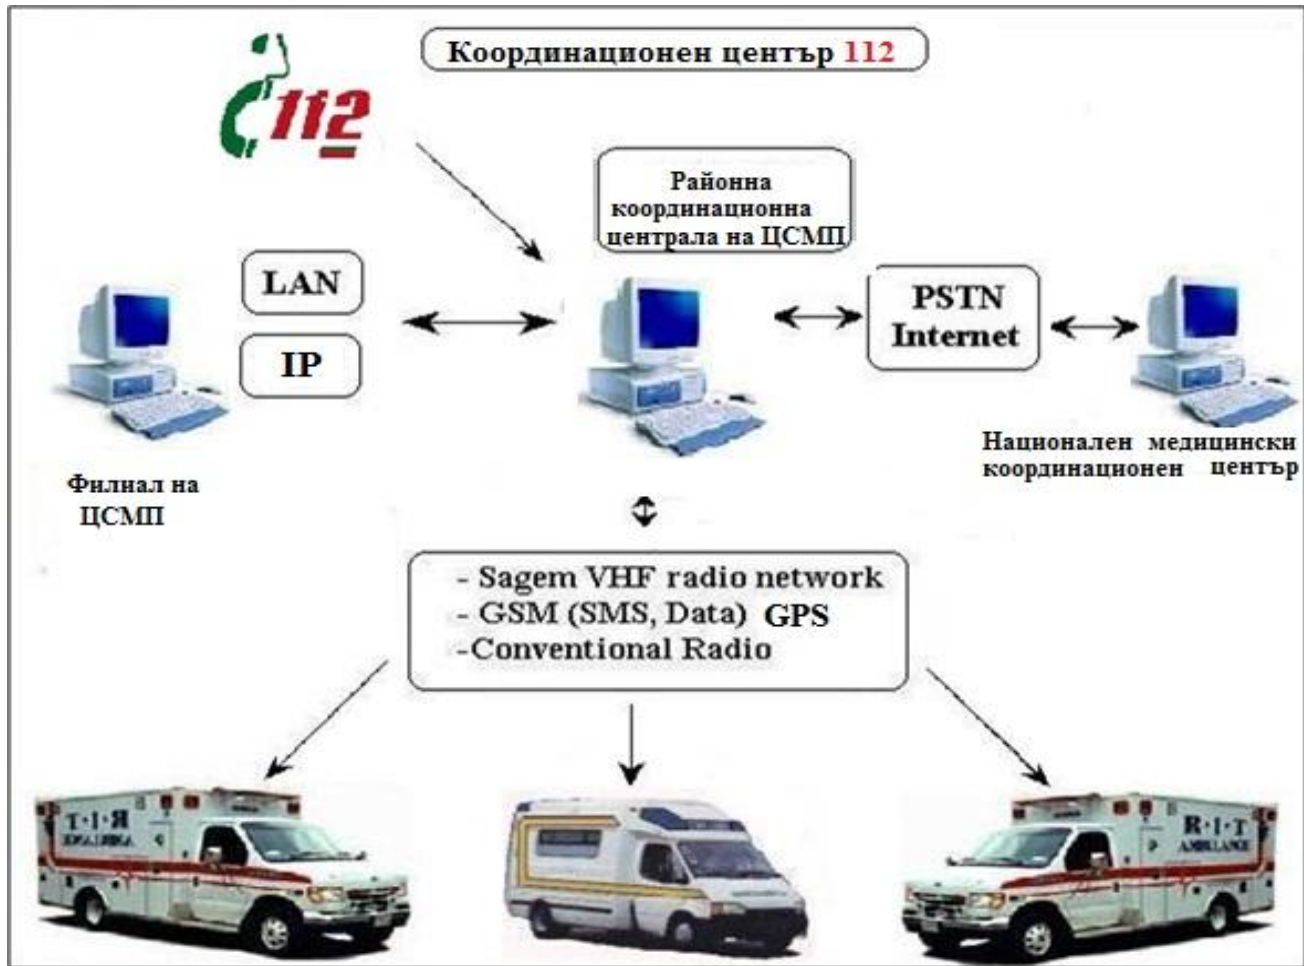 Координационен център 112
112
Районна
координационна
централа на ЦСМП
LAN
IP
PSTN
Internet
Филиал на
ЦСМП
Национален медицински
координационен център
- Sagem VHF radio network
- GSM (SMS, Data) GPS
-Conventional Radio
R·I·T
R·I·T
AMBULANCE